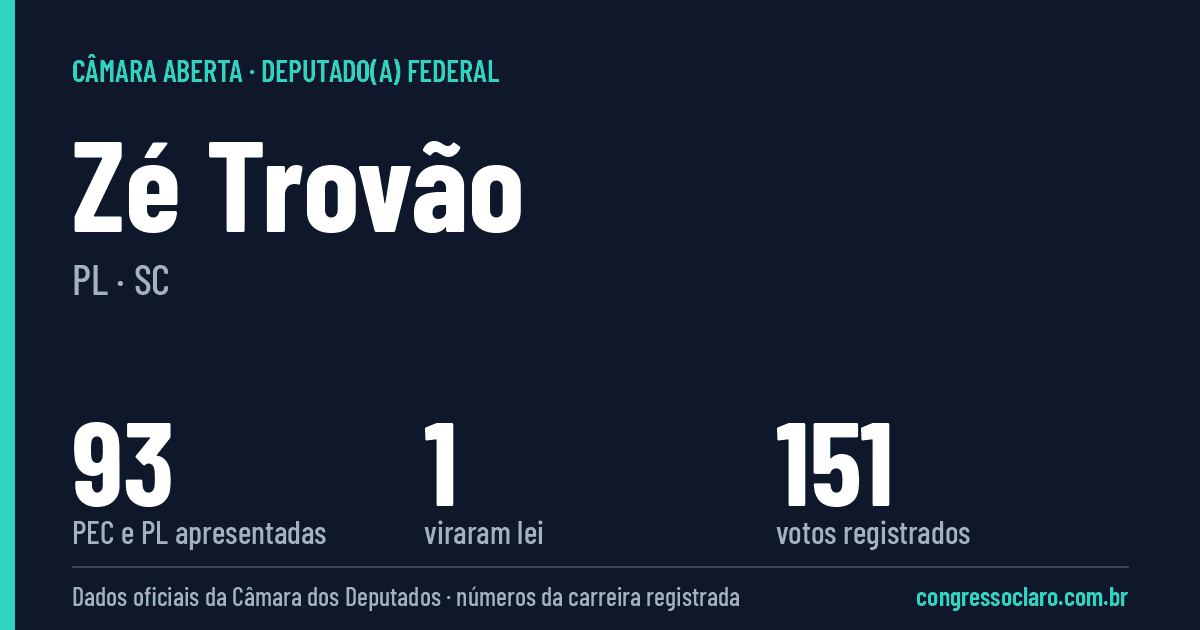 CÂMARA ABERTA · DEPUTADO(A) FEDERAL
Zé Trovão
PL · SC
93 1 151
PEC e PL apresentadas viraram lei votos registrados
Dados oficiais da Câmara dos Deputados · números da carreira registrada congressoclaro.com.br